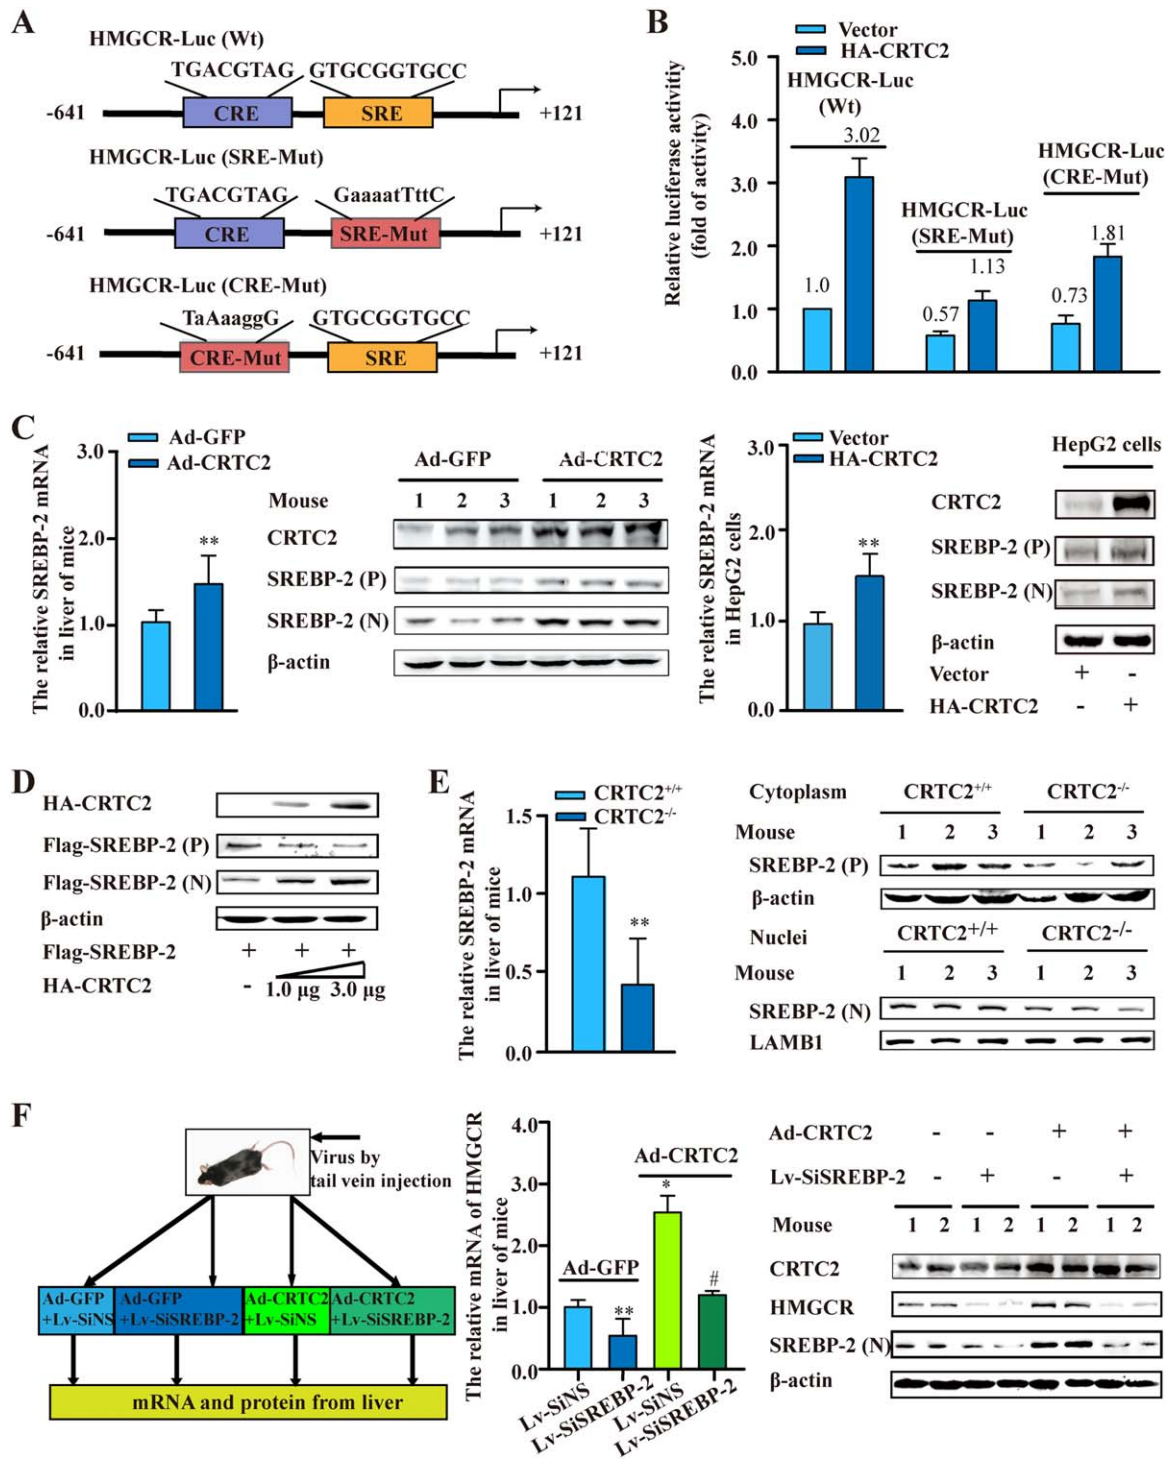 A
HMGCR-Luc (Wt)
TGACGTAG GTGCGGTGCC
-641 CRE SRE +121
HMGCR-Luc (SRE-Mut)
TGACGTAG GaaaatTttC
-641 CRE SRE-Mut +121
HMGCR-Luc (CRE-Mut)
TaAaaggG GTGCGGTGCC
-641 CRE-Mut SRE +121
B
Vector
HA-CRTC2
Relative luciferase activitiy
(fold of activity)
5.0
4.0
3.0
2.0
1.0
0.0
HMGCR-Luc
(Wt)
1.0
3.02
HMGCR-Luc
(SRE-Mut)
0.57
1.13
HMGCR-Luc
(CRE-Mut)
0.73
1.81
C
Ad-GFP
Ad-CRTC2
The relative SREBP-2 mRNA
in liver of mice
3.0
2.0
1.0
0.0
**
Ad-GFP Ad-CRTC2
Mouse 1 2 3 1 2 3
CRTC2
SREBP-2 (P)
SREBP-2 (N)
β-actin
Vector
HA-CRTC2
The relative SREBP-2 mRNA
in HepG2 cells
3.0
2.0
1.0
0.0
**
HepG2 cells
CRTC2
SREBP-2 (P)
SREBP-2 (N)
β-actin
Vector + -
HA-CRTC2 - +
D
HA-CRTC2
Flag-SREBP-2 (P)
Flag-SREBP-2 (N)
β-actin
Flag-SREBP-2 + + +
HA-CRTC2 - 1.0 μg 3.0 μg
E
CRTC2+/+
CRTC2-/-
The relative SREBP-2 mRNA
in liver of mice
1.5
1.0
0.5
0.0
**
Cytoplasm CRTC2+/+ CRTC2-/-
Mouse 1 2 3 1 2 3
SREBP-2 (P)
β-actin
Nuclei CRTC2+/+ CRTC2-/-
Mouse 1 2 3 1 2 3
SREBP-2 (N)
LAMB1
F
Virus by
tail vein injection
Ad-GFP
+Lv-SiNS
Ad-GFP
+Lv-SiSREBP-2
Ad-CRTC2
+Lv-SiNS
Ad-CRTC2
+Lv-SiSREBP-2
mRNA and protein from liver
The relative mRNA of HMGCR
in liver of mice
4.0
3.0
2.0
1.0
0.0
Ad-GFP
Ad-CRTC2
**
*
#
Lv-SiNS
Lv-SiSREBP-2
Lv-SiNS
Lv-SiSREBP-2
Ad-CRTC2 - - + +
Lv-SiSREBP-2 - + - +
Mouse 1 2 1 2 1 2 1 2
CRTC2
HMGCR
SREBP-2 (N)
β-actin